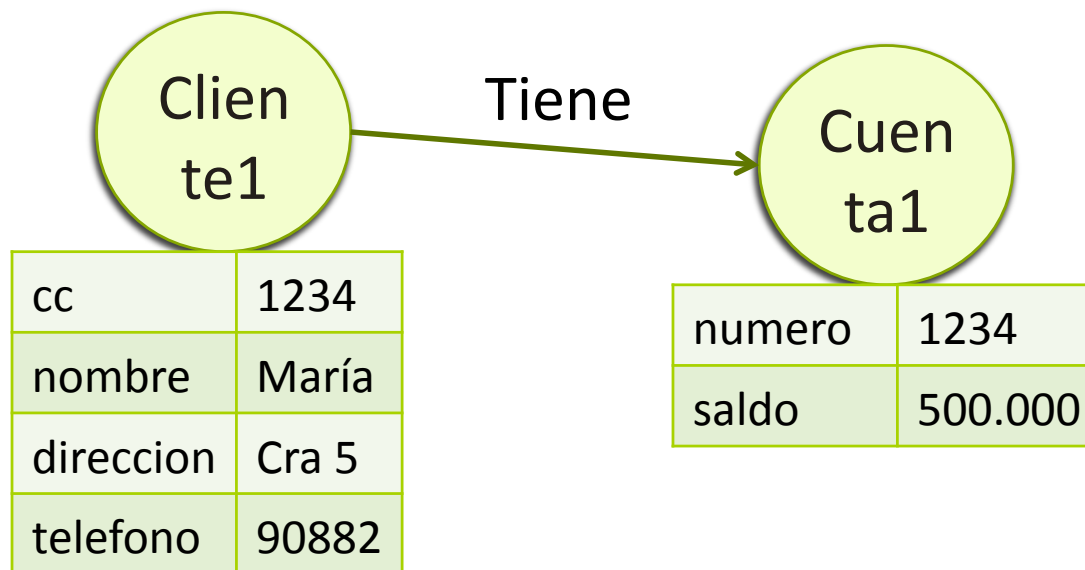 Clien
te1
Tiene
Cuen
ta1
cc 1234
nombre María
direccion Cra 5
telefono 90882
numero 1234
saldo 500.000